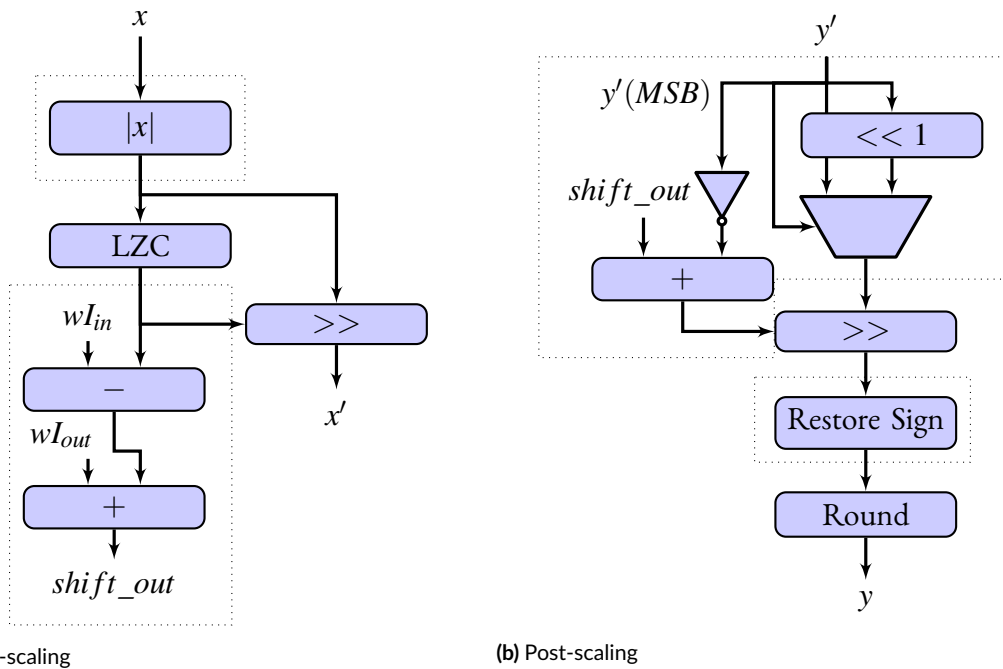 x
|x|
LZC
wI_in
>>
−
x′
wI_out
+
shift_out
-scaling
y′
y′(MSB)
<< 1
shift_out
+
>>
Restore Sign
Round
y
(b) Post-scaling